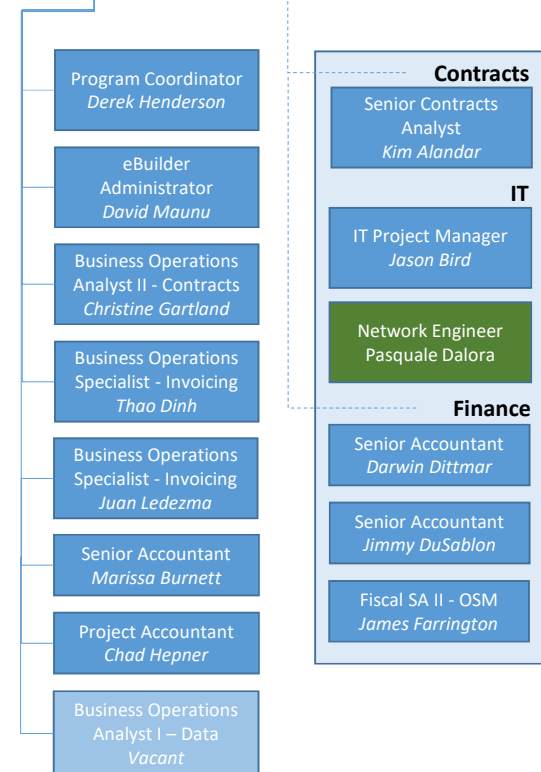 Program Coordinator
Derek Henderson
eBuilder
Administrator
David Maunu
Business Operations
Analyst II - Contracts
Christine Gartland
Business Operations
Specialist - Invoicing
Thao Dinh
Business Operations
Specialist - Invoicing
Juan Ledezma
Senior Accountant
Marissa Burnett
Project Accountant
Chad Hepner
Business Operations
Analyst I – Data
Vacant
Contracts
Senior Contracts
Analyst
Kim Alandar
IT
IT Project Manager
Jason Bird
Network Engineer
Pasquale Dalora
Finance
Senior Accountant
Darwin Dittmar
Senior Accountant
Jimmy DuSablon
Fiscal SA II - OSM
James Farrington